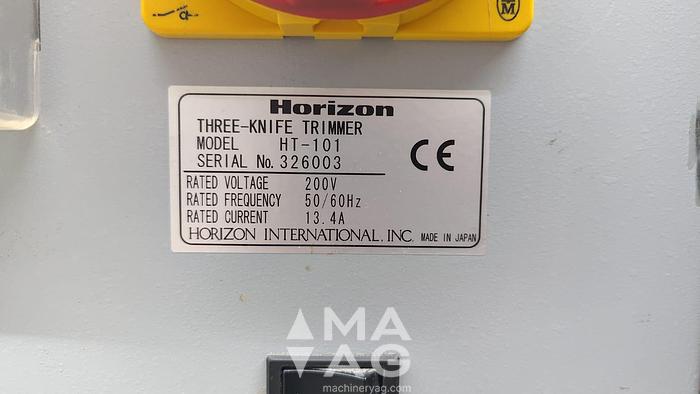 M
Horizon
THREE-KNIFE TRIMMER
MODEL HT-101
SERIAL No. 326003
CE
RATED VOLTAGE 200V
RATED FREQUENCY 50/60Hz
RATED CURRENT 13.4A
HORIZON INTERNATIONAL, INC. MADE IN JAPAN
MA
AG
machineryag.com